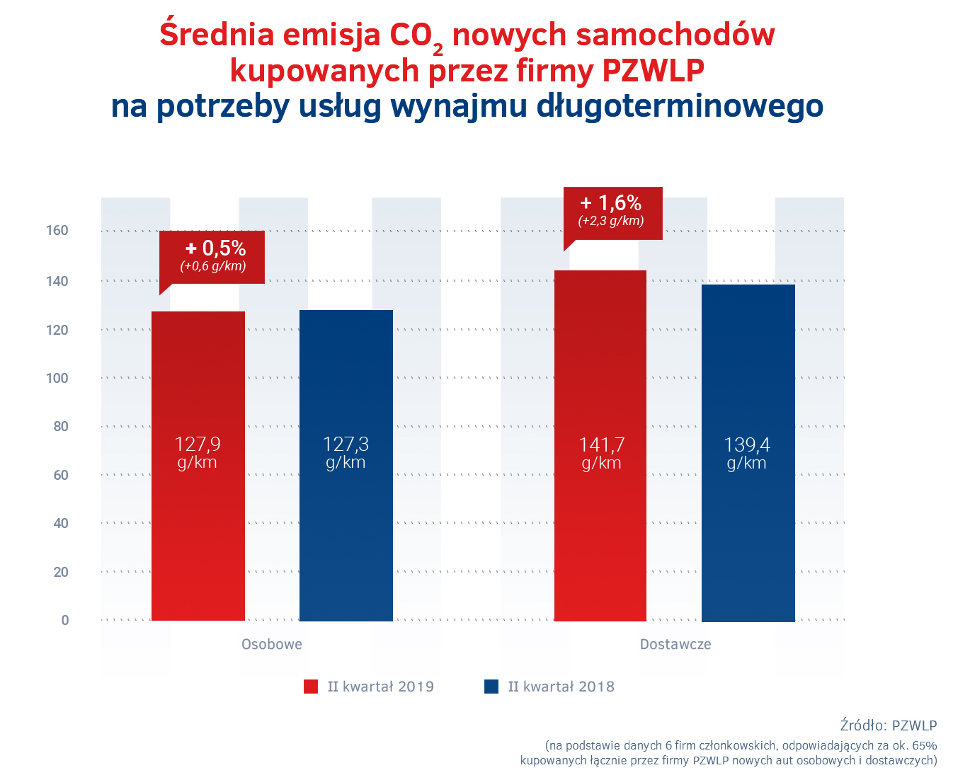 Średnia emisja CO₂ nowych samochodów
kupowanych przez firmy PZWLP
na potrzeby usług wynajmu długoterminowego
+ 1,6%
(+2,3 g/km)
160
+ 0,5%
(+0,6 g/km)
140
120
100
80
127,9
g/km
127,3
g/km
141,7
g/km
139,4
g/km
60
40
20
0
Osobowe
Dostawcze
II kwartał 2019
II kwartał 2018
Źródło: PZWLP
(na podstawie danych 6 firm członkowskich, odpowiadających za ok. 65%
kupowanych łącznie przez firmy PZWLP nowych aut osobowych i dostawczych)